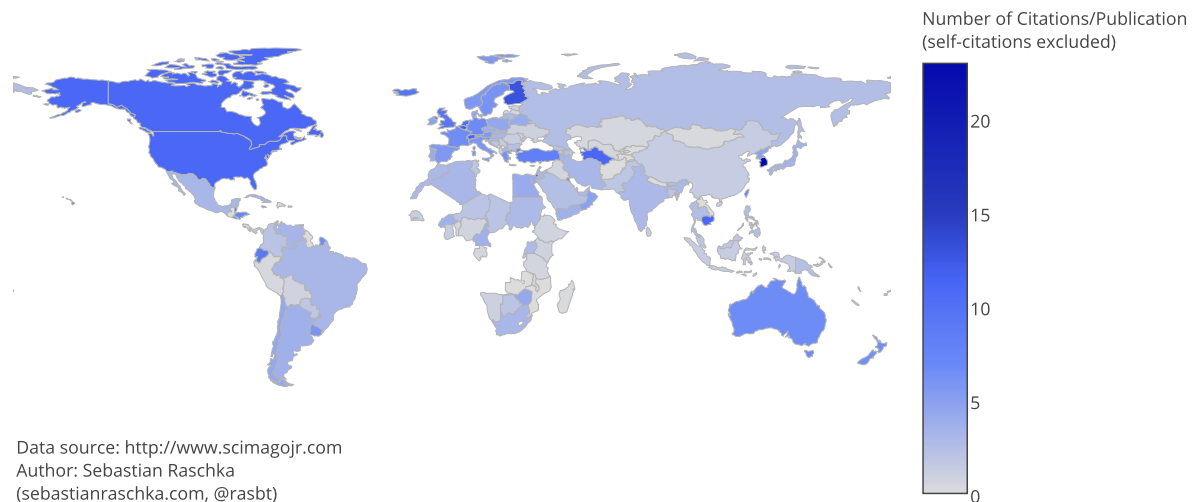 Number of Citations/Publication
(self-citations excluded)
20
15
10
5
0
Data source: http://www.scimagojr.com
Author: Sebastian Raschka
(sebastianraschka.com, @rasbt)